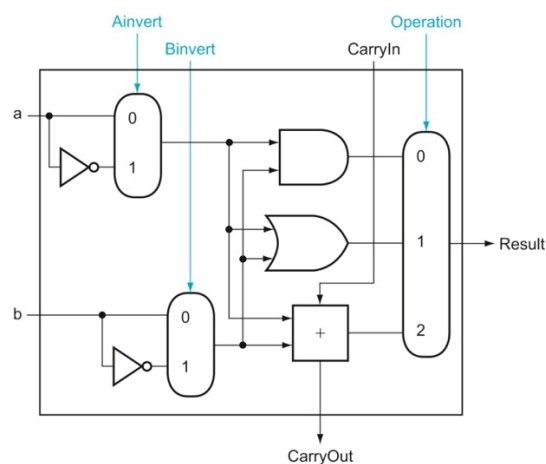 Ainvert
Operation
Binvert
CarryIn
a
0
1
0
1
Result
b
0
1
+
2
CarryOut